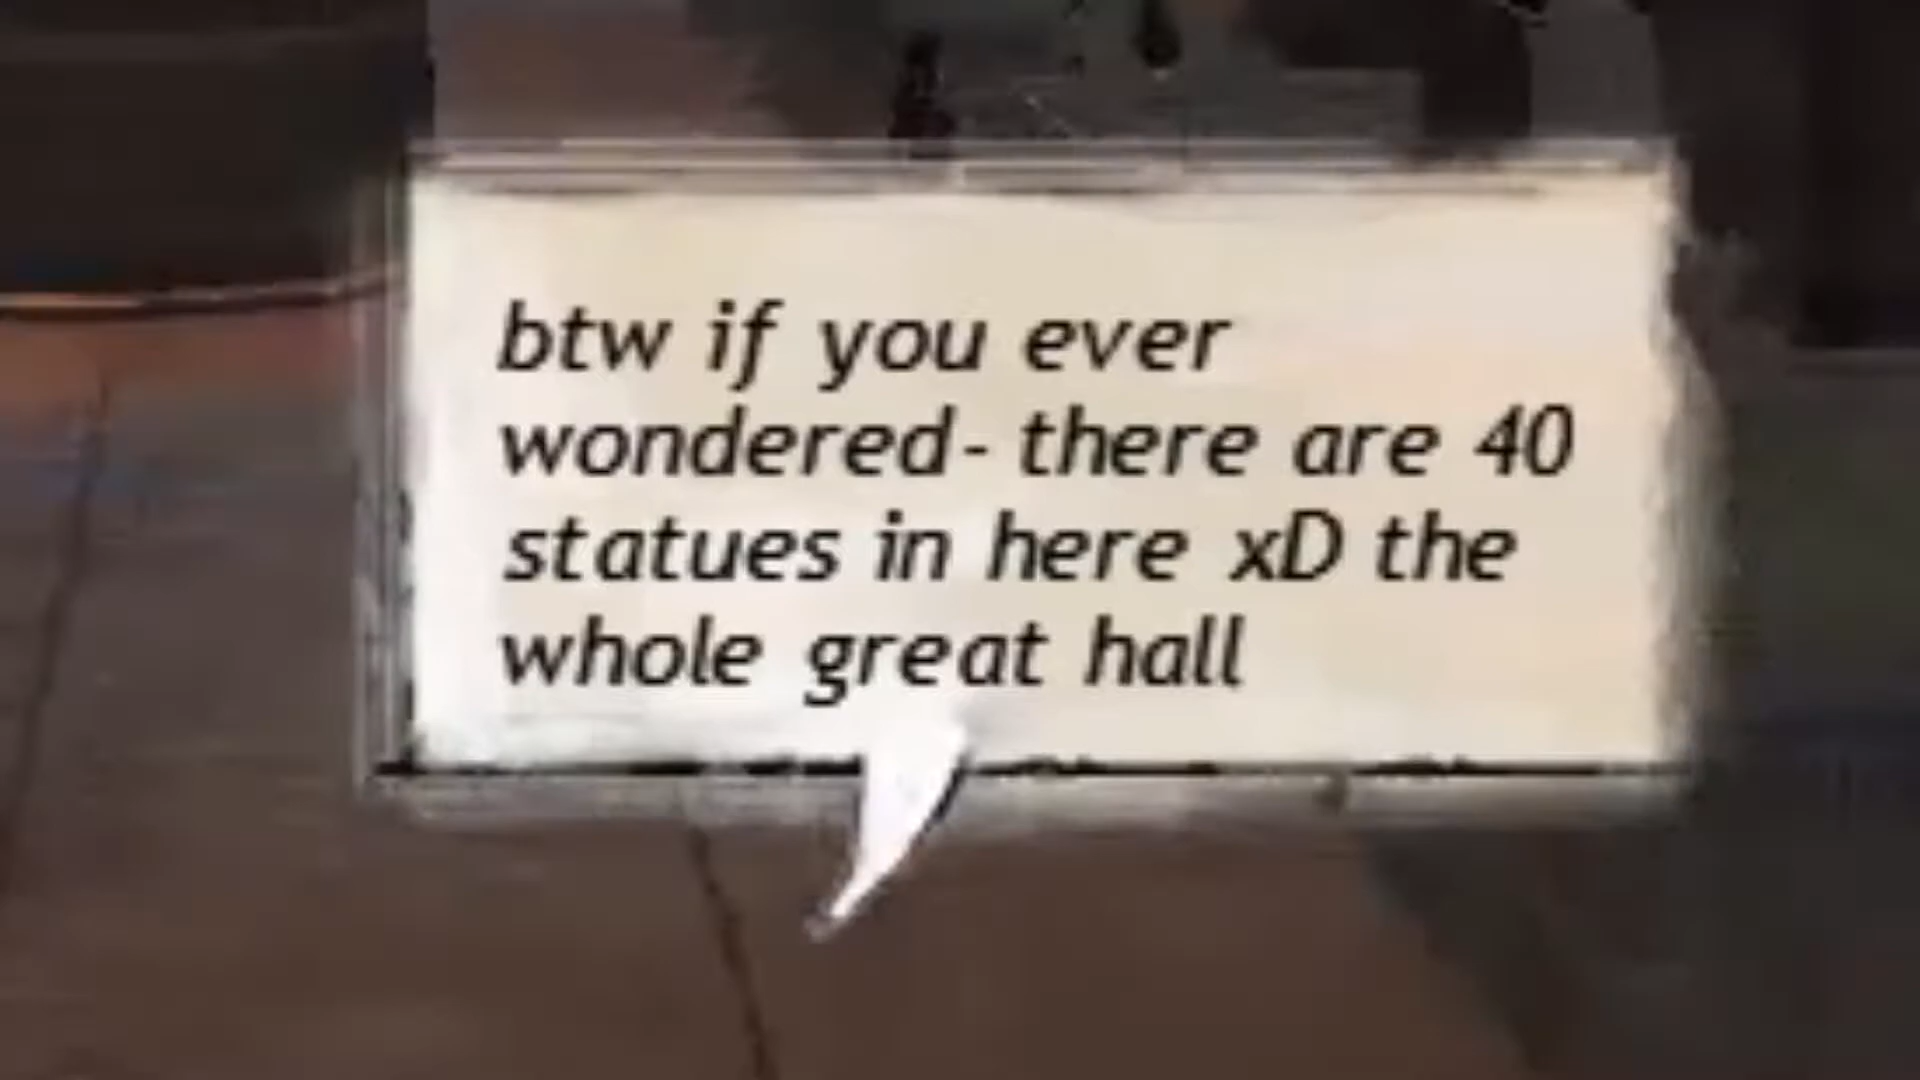 btw if you ever
wondered- there are 40
statues in here xD the
whole great hall